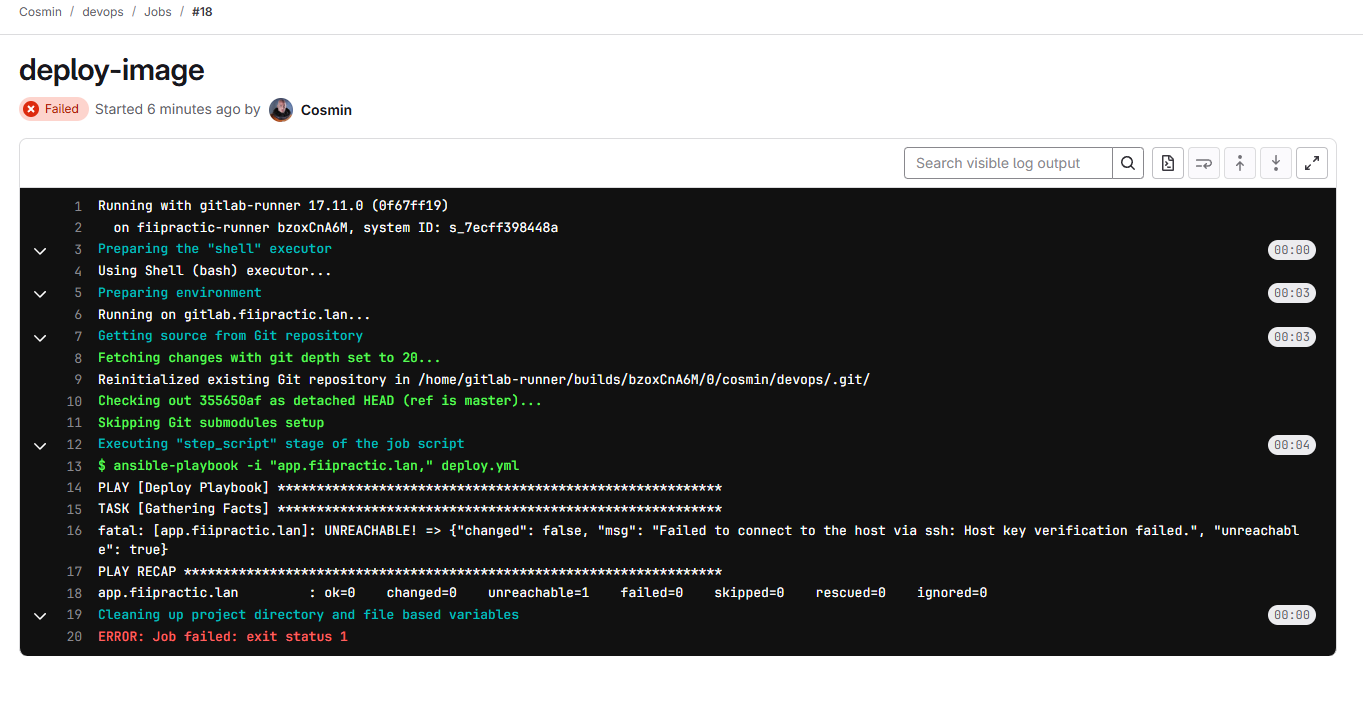 Cosmin / devops / Jobs / #18
deploy-image
Failed Started 6 minutes ago by Cosmin
Search visible log output
1 Running with gitlab-runner 17.11.0 (0f67ff19)
2 on fiipractic-runner bzoxCnA6M, system ID: s_7ecff398448a
3 Preparing the "shell" executor 00:00
4 Using Shell (bash) executor...
5 Preparing environment 00:03
6 Running on gitlab.fiipractic.lan...
7 Getting source from Git repository 00:03
8 Fetching changes with git depth set to 20...
9 Reinitialized existing Git repository in /home/gitlab-runner/builds/bzoxCnA6M/0/cosmin/devops/.git/
10 Checking out 355650af as detached HEAD (ref is master)...
11 Skipping Git submodules setup
12 Executing "step_script" stage of the job script 00:04
13 $ ansible-playbook -i "app.fiipractic.lan," deploy.yml
14 PLAY [Deploy Playbook] *********************************************************
15 TASK [Gathering Facts] *********************************************************
16 fatal: [app.fiipractic.lan]: UNREACHABLE! => {"changed": false, "msg": "Failed to connect to the host via ssh: Host key verification failed.", "unreachabl
e": true}
17 PLAY RECAP *********************************************************************
18 app.fiipractic.lan : ok=0 changed=0 unreachable=1 failed=0 skipped=0 rescued=0 ignored=0
19 Cleaning up project directory and file based variables 00:00
20 ERROR: Job failed: exit status 1